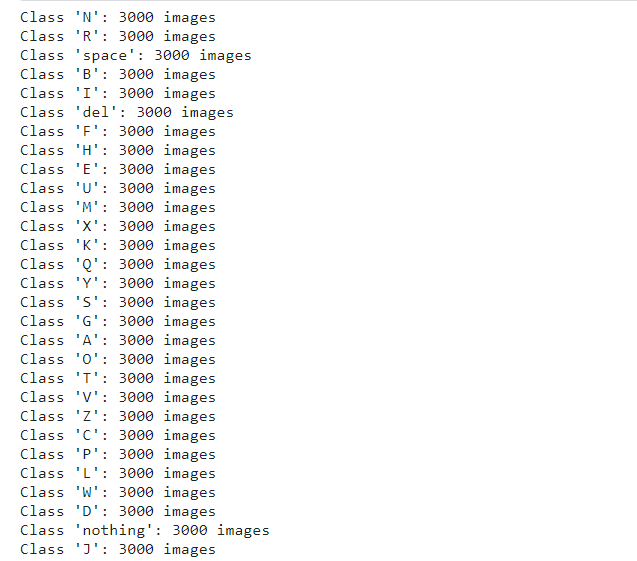 Class 'N': 3000 images
Class 'R': 3000 images
Class 'space': 3000 images
Class 'B': 3000 images
Class 'I': 3000 images
Class 'del': 3000 images
Class 'F': 3000 images
Class 'H': 3000 images
Class 'E': 3000 images
Class 'U': 3000 images
Class 'M': 3000 images
Class 'X': 3000 images
Class 'K': 3000 images
Class 'Q': 3000 images
Class 'Y': 3000 images
Class 'S': 3000 images
Class 'G': 3000 images
Class 'A': 3000 images
Class 'O': 3000 images
Class 'T': 3000 images
Class 'V': 3000 images
Class 'Z': 3000 images
Class 'C': 3000 images
Class 'P': 3000 images
Class 'L': 3000 images
Class 'W': 3000 images
Class 'D': 3000 images
Class 'nothing': 3000 images
Class 'J': 3000 images